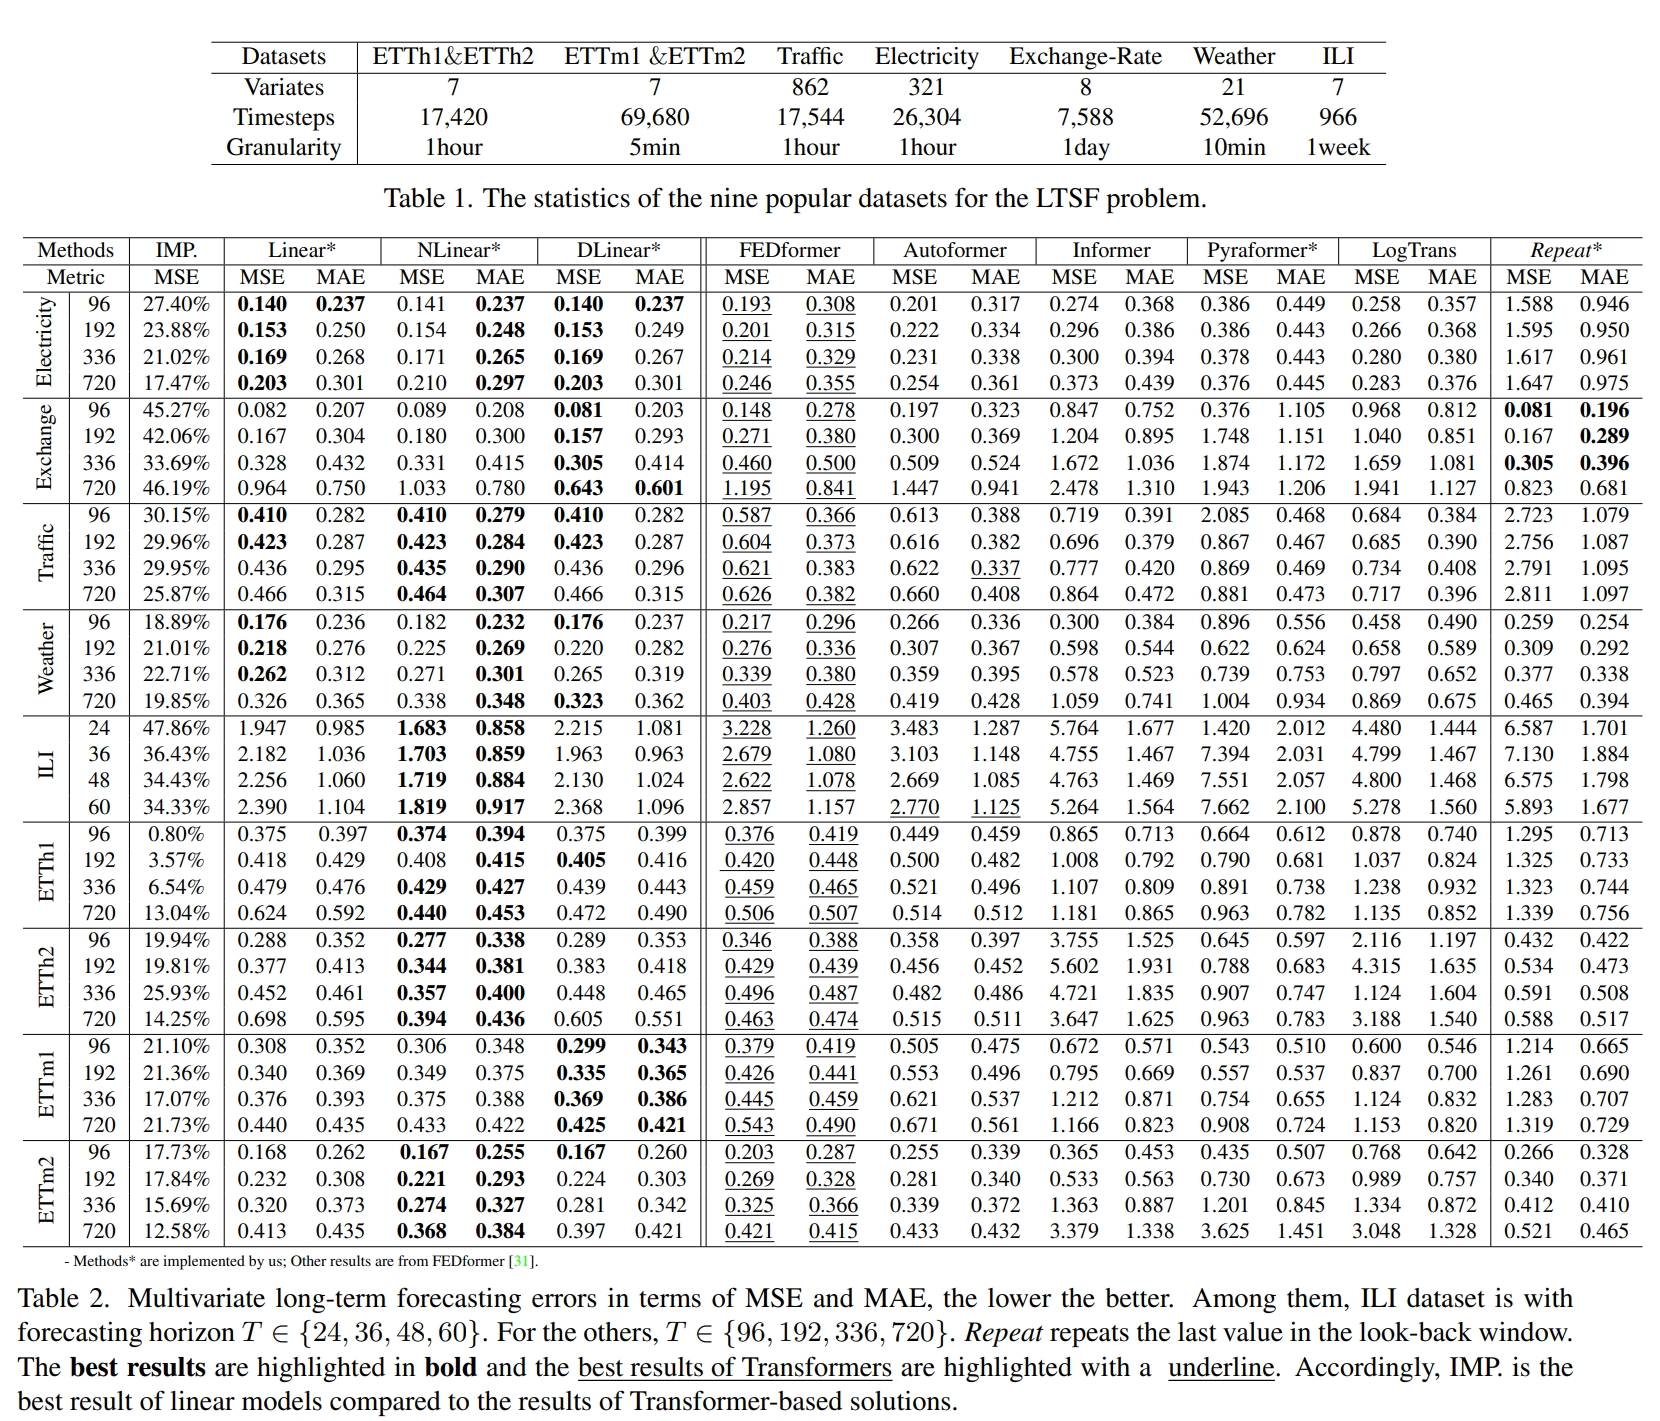 Datasets ETTh1&ETTh2 ETTm1 &ETTm2 Traffic Electricity Exchange-Rate Weather ILI
Variates 7 7 862 321 8 21 7
Timesteps 17,420 69,680 17,544 26,304 7,588 52,696 966
Granularity 1hour 5min 1hour 1hour 1day 10min 1week
Table 1. The statistics of the nine popular datasets for the LTSF problem.
Methods IMP. Linear* NLinear* DLinear* FEDformer Autoformer Informer Pyraformer* LogTrans Repeat*
Metric MSE MSE MAE MSE MAE MSE MAE MSE MAE MSE MAE MSE MAE MSE MAE MSE MAE MSE MAE
Electricity
96 27.40% 0.140 0.237 0.141 0.237 0.140 0.237 0.193 0.308 0.201 0.317 0.274 0.368 0.386 0.449 0.258 0.357 1.588 0.946
192 23.88% 0.153 0.250 0.154 0.248 0.153 0.249 0.201 0.315 0.222 0.334 0.296 0.386 0.386 0.443 0.266 0.368 1.595 0.950
336 21.02% 0.169 0.268 0.171 0.265 0.169 0.267 0.214 0.329 0.231 0.338 0.300 0.394 0.378 0.443 0.280 0.380 1.617 0.961
720 17.47% 0.203 0.301 0.210 0.297 0.203 0.301 0.246 0.355 0.254 0.361 0.373 0.439 0.376 0.445 0.283 0.376 1.647 0.975
Exchange
96 45.27% 0.082 0.207 0.089 0.208 0.081 0.203 0.148 0.278 0.197 0.323 0.847 0.752 0.376 1.105 0.968 0.812 0.081 0.196
192 42.06% 0.167 0.304 0.180 0.300 0.157 0.293 0.271 0.380 0.300 0.369 1.204 0.895 1.748 1.151 1.040 0.851 0.167 0.289
336 33.69% 0.328 0.432 0.331 0.415 0.305 0.414 0.460 0.500 0.509 0.524 1.672 1.036 1.874 1.172 1.659 1.081 0.305 0.396
720 46.19% 0.964 0.750 1.033 0.780 0.643 0.601 1.195 0.841 1.447 0.941 2.478 1.310 1.943 1.206 1.941 1.127 0.823 0.681
Traffic
96 30.15% 0.410 0.282 0.410 0.279 0.410 0.282 0.587 0.366 0.613 0.388 0.719 0.391 2.085 0.468 0.684 0.384 2.723 1.079
192 29.96% 0.423 0.287 0.423 0.284 0.423 0.287 0.604 0.373 0.616 0.382 0.696 0.379 0.867 0.467 0.685 0.390 2.756 1.087
336 29.95% 0.436 0.295 0.435 0.290 0.436 0.296 0.621 0.383 0.622 0.337 0.777 0.420 0.869 0.469 0.734 0.408 2.791 1.095
720 25.87% 0.466 0.315 0.464 0.307 0.466 0.315 0.626 0.382 0.660 0.408 0.864 0.472 0.881 0.473 0.717 0.396 2.811 1.097
Weather
96 18.89% 0.176 0.236 0.182 0.232 0.176 0.237 0.217 0.296 0.266 0.336 0.300 0.384 0.896 0.556 0.458 0.490 0.259 0.254
192 21.01% 0.218 0.276 0.225 0.269 0.220 0.282 0.276 0.336 0.307 0.367 0.598 0.544 0.622 0.624 0.658 0.589 0.309 0.292
336 22.71% 0.262 0.312 0.271 0.301 0.265 0.319 0.339 0.380 0.359 0.395 0.578 0.523 0.739 0.753 0.797 0.652 0.377 0.338
720 19.85% 0.326 0.365 0.338 0.348 0.323 0.362 0.403 0.428 0.419 0.428 1.059 0.741 1.004 0.934 0.869 0.675 0.465 0.394
ILI
24 47.86% 1.947 0.985 1.683 0.858 2.215 1.081 3.228 1.260 3.483 1.287 5.764 1.677 1.420 2.012 4.480 1.444 6.587 1.701
36 36.43% 2.182 1.036 1.703 0.859 1.963 0.963 2.679 1.080 3.103 1.148 4.755 1.467 7.394 2.031 4.799 1.467 7.130 1.884
48 34.43% 2.256 1.060 1.719 0.884 2.130 1.024 2.622 1.078 2.669 1.085 4.763 1.469 7.551 2.057 4.800 1.468 6.575 1.798
60 34.33% 2.390 1.104 1.819 0.917 2.368 1.096 2.857 1.157 2.770 1.125 5.264 1.564 7.662 2.100 5.278 1.560 5.893 1.677
ETTh1
96 0.80% 0.375 0.397 0.374 0.394 0.375 0.399 0.376 0.419 0.449 0.459 0.865 0.713 0.664 0.612 0.878 0.740 1.295 0.713
192 3.57% 0.418 0.429 0.408 0.415 0.405 0.416 0.420 0.448 0.500 0.482 1.008 0.792 0.790 0.681 1.037 0.824 1.325 0.733
336 6.54% 0.479 0.476 0.429 0.427 0.439 0.443 0.459 0.465 0.521 0.496 1.107 0.809 0.891 0.738 1.238 0.932 1.323 0.744
720 13.04% 0.624 0.592 0.440 0.453 0.472 0.490 0.506 0.507 0.514 0.512 1.181 0.865 0.963 0.782 1.135 0.852 1.339 0.756
ETTh2
96 19.94% 0.288 0.352 0.277 0.338 0.289 0.353 0.346 0.388 0.358 0.397 3.755 1.525 0.645 0.597 2.116 1.197 0.432 0.422
192 19.81% 0.377 0.413 0.344 0.381 0.383 0.418 0.429 0.439 0.456 0.452 5.602 1.931 0.788 0.683 4.315 1.635 0.534 0.473
336 25.93% 0.452 0.461 0.357 0.400 0.448 0.465 0.496 0.487 0.482 0.486 4.721 1.835 0.907 0.747 1.124 1.604 0.591 0.508
720 14.25% 0.698 0.595 0.394 0.436 0.605 0.551 0.463 0.474 0.515 0.511 3.647 1.625 0.963 0.783 3.188 1.540 0.588 0.517
ETTm1
96 21.10% 0.308 0.352 0.306 0.348 0.299 0.343 0.379 0.419 0.505 0.475 0.672 0.571 0.543 0.510 0.600 0.546 1.214 0.665
192 21.36% 0.340 0.369 0.349 0.375 0.335 0.365 0.426 0.441 0.553 0.496 0.795 0.669 0.557 0.537 0.837 0.700 1.261 0.690
336 17.07% 0.376 0.393 0.375 0.388 0.369 0.386 0.445 0.459 0.621 0.537 1.212 0.871 0.754 0.655 1.124 0.832 1.283 0.707
720 21.73% 0.440 0.435 0.433 0.422 0.425 0.421 0.543 0.490 0.671 0.561 1.166 0.823 0.908 0.724 1.153 0.820 1.319 0.729
ETTm2
96 17.73% 0.168 0.262 0.167 0.255 0.167 0.260 0.203 0.287 0.255 0.339 0.365 0.453 0.435 0.507 0.768 0.642 0.266 0.328
192 17.84% 0.232 0.308 0.221 0.293 0.224 0.303 0.269 0.328 0.281 0.340 0.533 0.563 0.730 0.673 0.989 0.757 0.340 0.371
336 15.69% 0.320 0.373 0.274 0.327 0.281 0.342 0.325 0.366 0.339 0.372 1.363 0.887 1.201 0.845 1.334 0.872 0.412 0.410
720 12.58% 0.413 0.435 0.368 0.384 0.397 0.421 0.421 0.415 0.433 0.432 3.379 1.338 3.625 1.451 3.048 1.328 0.521 0.465
- Methods* are implemented by us; Other results are from FEDformer [31].
Table 2. Multivariate long-term forecasting errors in terms of MSE and MAE, the lower the better. Among them, ILI dataset is with
forecasting horizon T ∈ {24, 36, 48, 60}. For the others, T ∈ {96, 192, 336, 720}. Repeat repeats the last value in the look-back window.
The best results are highlighted in bold and the best results of Transformers are highlighted with a underline. Accordingly, IMP. is the
best result of linear models compared to the results of Transformer-based solutions.